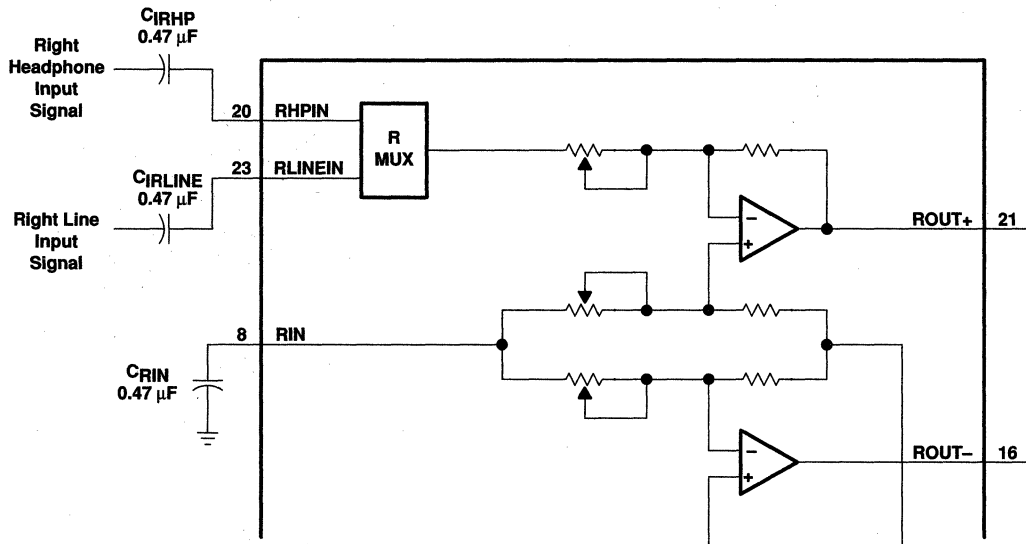 CIRHP
0.47 µF
Right
Headphone
Input
Signal
20 RHPIN
R
MUX
23 RLINEIN
CIRLINE
0.47 µF
Right Line
Input
Signal
−
+
ROUT+ 21
8 RIN
CRIN
0.47 µF
−
+
ROUT− 16